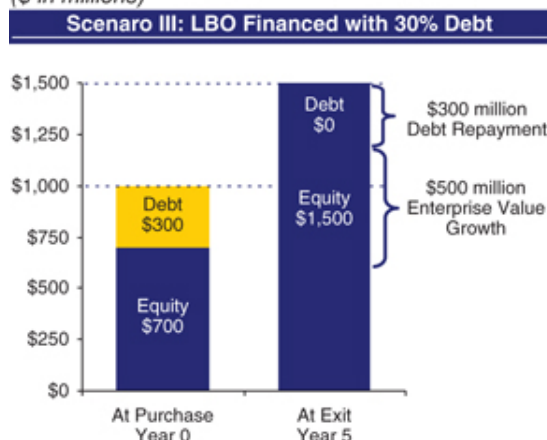 ($ in millions)
Scenaro III: LBO Financed with 30% Debt
$1,500
$1,250
$1,000
$750
$500
$250
$0
Debt
$300
Equity
$700
Debt
$0
Equity
$1,500
$300 million
Debt Repayment
$500 million
Enterprise Value
Growth
At Purchase
Year 0
At Exit
Year 5